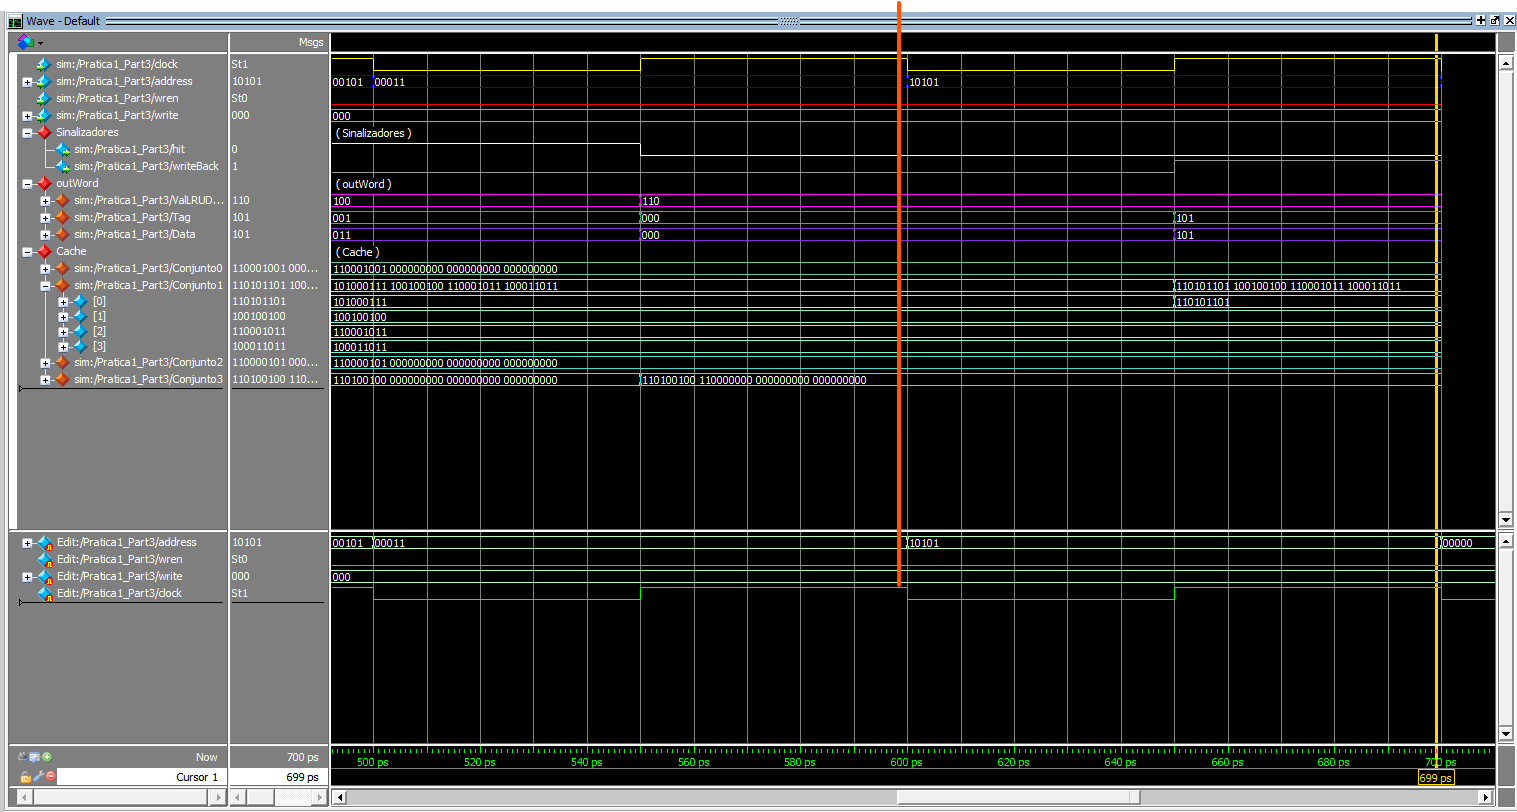 Wave - Default
Msgs
sim:/Pratica1_Part3/clock St1
sim:/Pratica1_Part3/address 10101 00101 00011 10101
sim:/Pratica1_Part3/wren St0
sim:/Pratica1_Part3/write 000 000
Sinalizadores ( Sinalizadores )
sim:/Pratica1_Part3/hit 0
sim:/Pratica1_Part3/writeBack 1
outWord ( outWord )
sim:/Pratica1_Part3/ValLRUD... 110 100 110
sim:/Pratica1_Part3/Tag 101 001 000 101
sim:/Pratica1_Part3/Data 101 011 000 101
Cache ( Cache )
sim:/Pratica1_Part3/Conjunto0 110001001 000... 110001001 000000000 000000000 000000000
sim:/Pratica1_Part3/Conjunto1 110101101 100... 101000111 100100100 110001011 100011011 110101101 100100100 110001011 100011011
[0] 110101101 101000111 110101101
[1] 100100100 100100100
[2] 110001011 110001011
[3] 100011011 100011011
sim:/Pratica1_Part3/Conjunto2 110000101 000... 110000101 000000000 000000000 000000000
sim:/Pratica1_Part3/Conjunto3 110100100 110... 110100100 000000000 000000000 000000000 110100100 110000000 000000000 000000000
Edit:/Pratica1_Part3/address 10101 00101 00011 10101 00000
Edit:/Pratica1_Part3/wren St0
Edit:/Pratica1_Part3/write 000 000
Edit:/Pratica1_Part3/clock St1
Now 700 ps 500 ps 520 ps 540 ps 560 ps 580 ps 600 ps 620 ps 640 ps 660 ps 680 ps 700 ps
Cursor 1 699 ps 699 ps